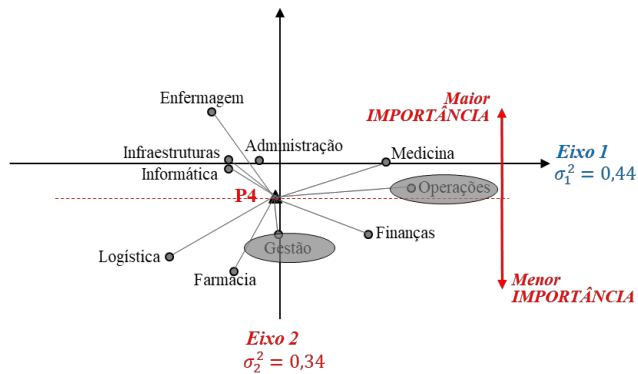 Enfermagem
Maior
IMPORTÂNCIA
Infraestruturas
Administração
Medicina
Eixo 1
σ₁² = 0,44
Informática
P4
Operações
Finanças
Gestão
Logística
Farmácia
Menor
IMPORTÂNCIA
Eixo 2
σ₂² = 0,34